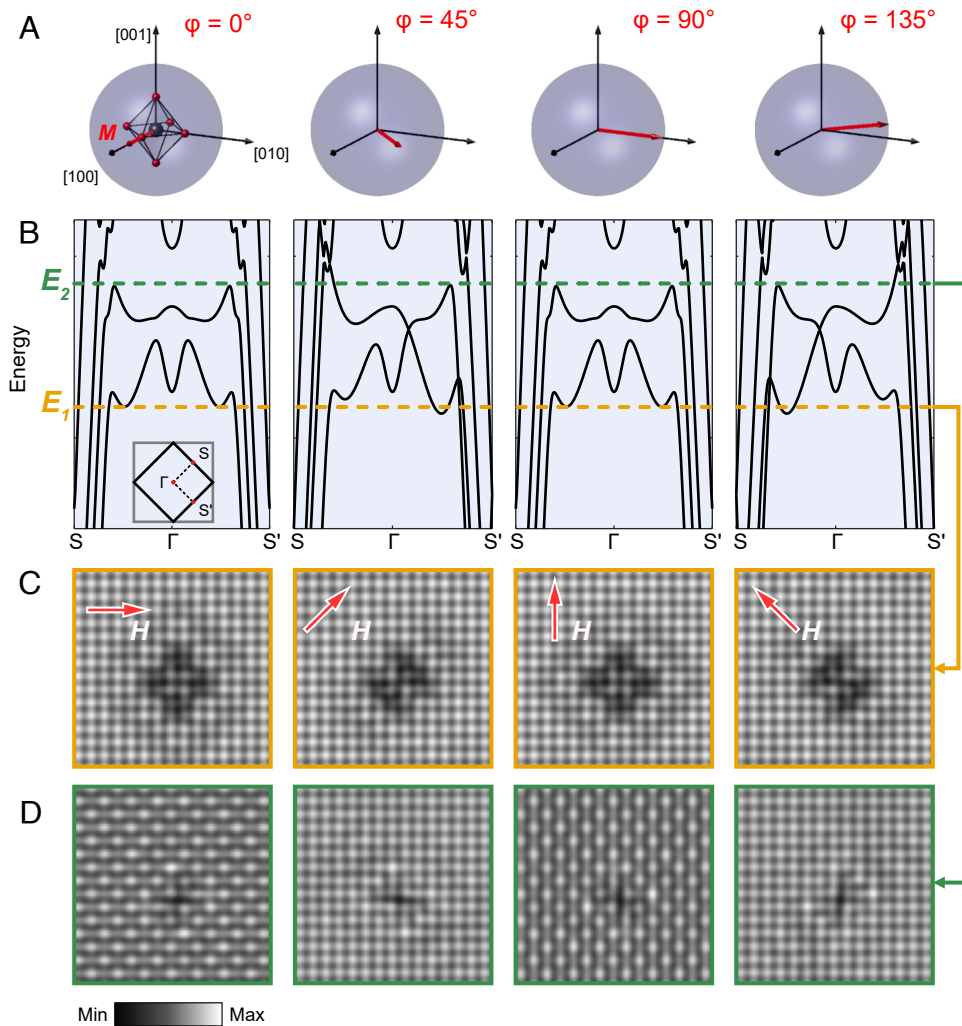 A
φ = 0°
φ = 45°
φ = 90°
φ = 135°
[001]
M
[010]
[100]
B
E2
Energy
E1
S
Γ
S'
S Γ S'
S Γ S'
S Γ S'
S Γ S'
C
H
H
H
H
D
Min Max